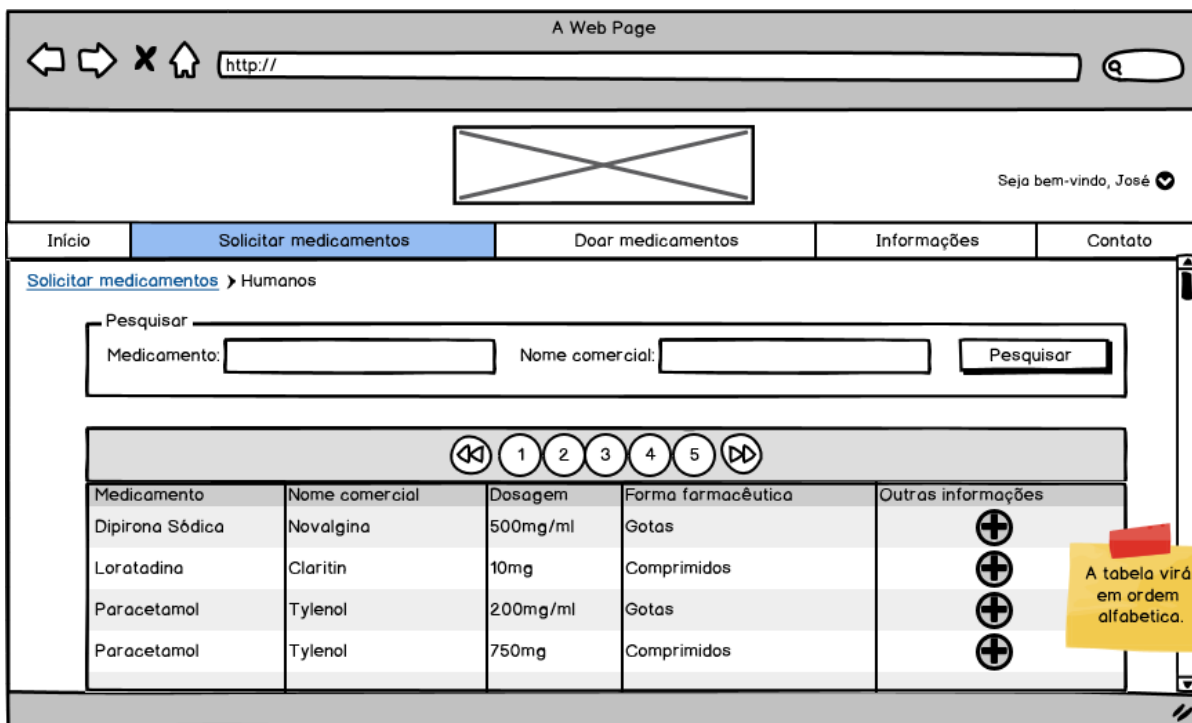 A Web Page
http://
Seja bem-vindo, José
Início Solicitar medicamentos Doar medicamentos Informações Contato
Solicitar medicamentos Humanos
Pesquisar
Medicamento: Nome comercial: Pesquisar
1 2 3 4 5
Medicamento Nome comercial Dosagem Forma farmacêutica Outras informações
Dipirona Sódica Novalgina 500mg/ml Gotas
Loratadina Claritin 10mg Comprimidos
Paracetamol Tylenol 200mg/ml Gotas
Paracetamol Tylenol 750mg Comprimidos
A tabela virá
em ordem
alfabetica.